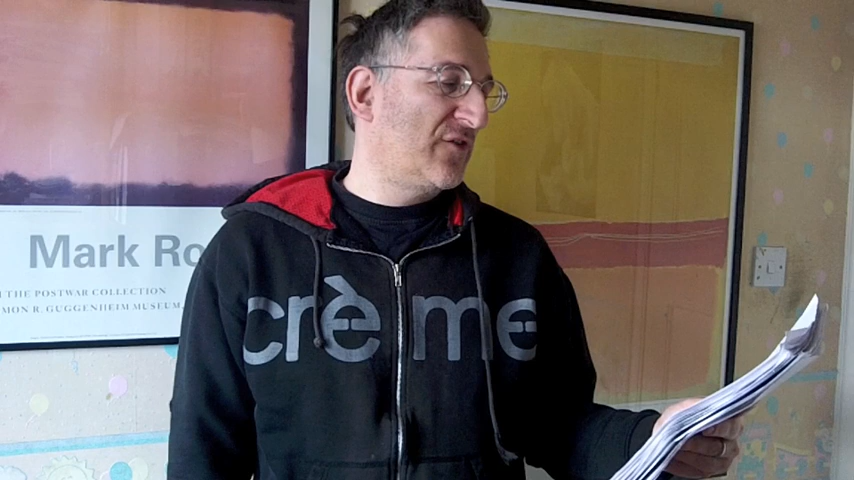 Mark Ro
THE POSTWAR COLLECTION
MON R. GUGGENHEIM MUSEUM
crème